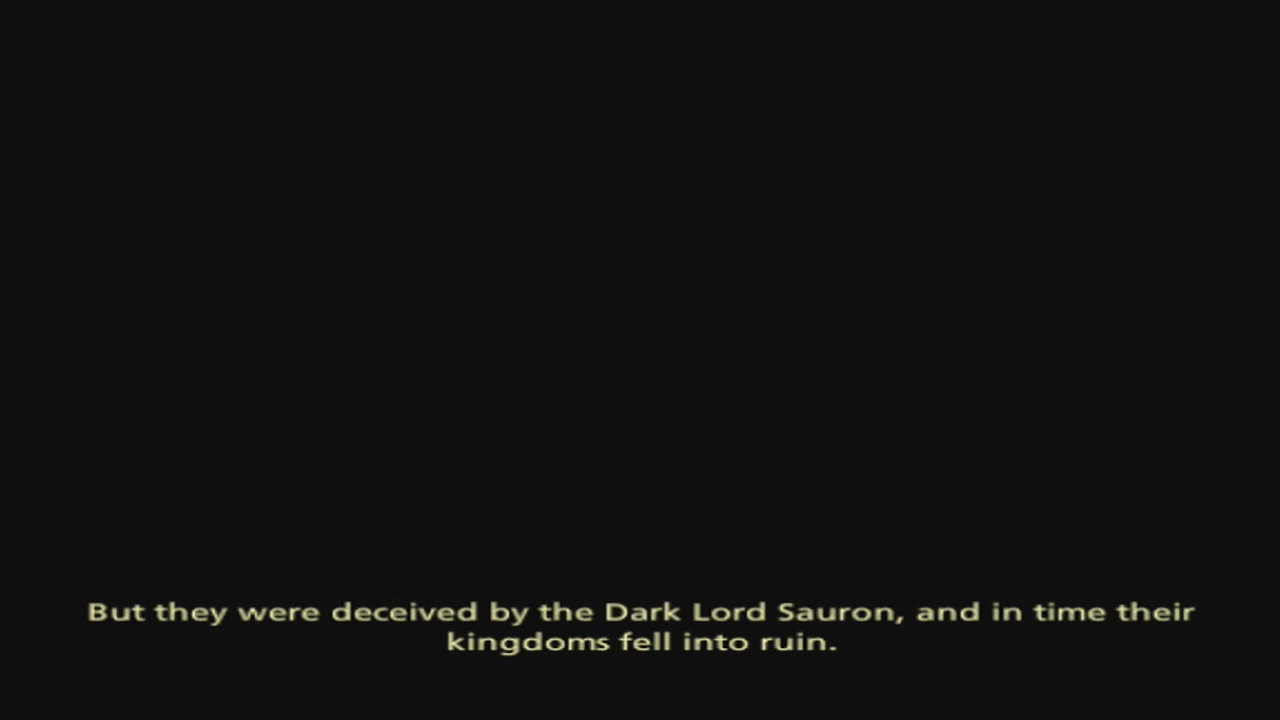 But they were deceived by the Dark Lord Sauron, and in time their
kingdoms fell into ruin.